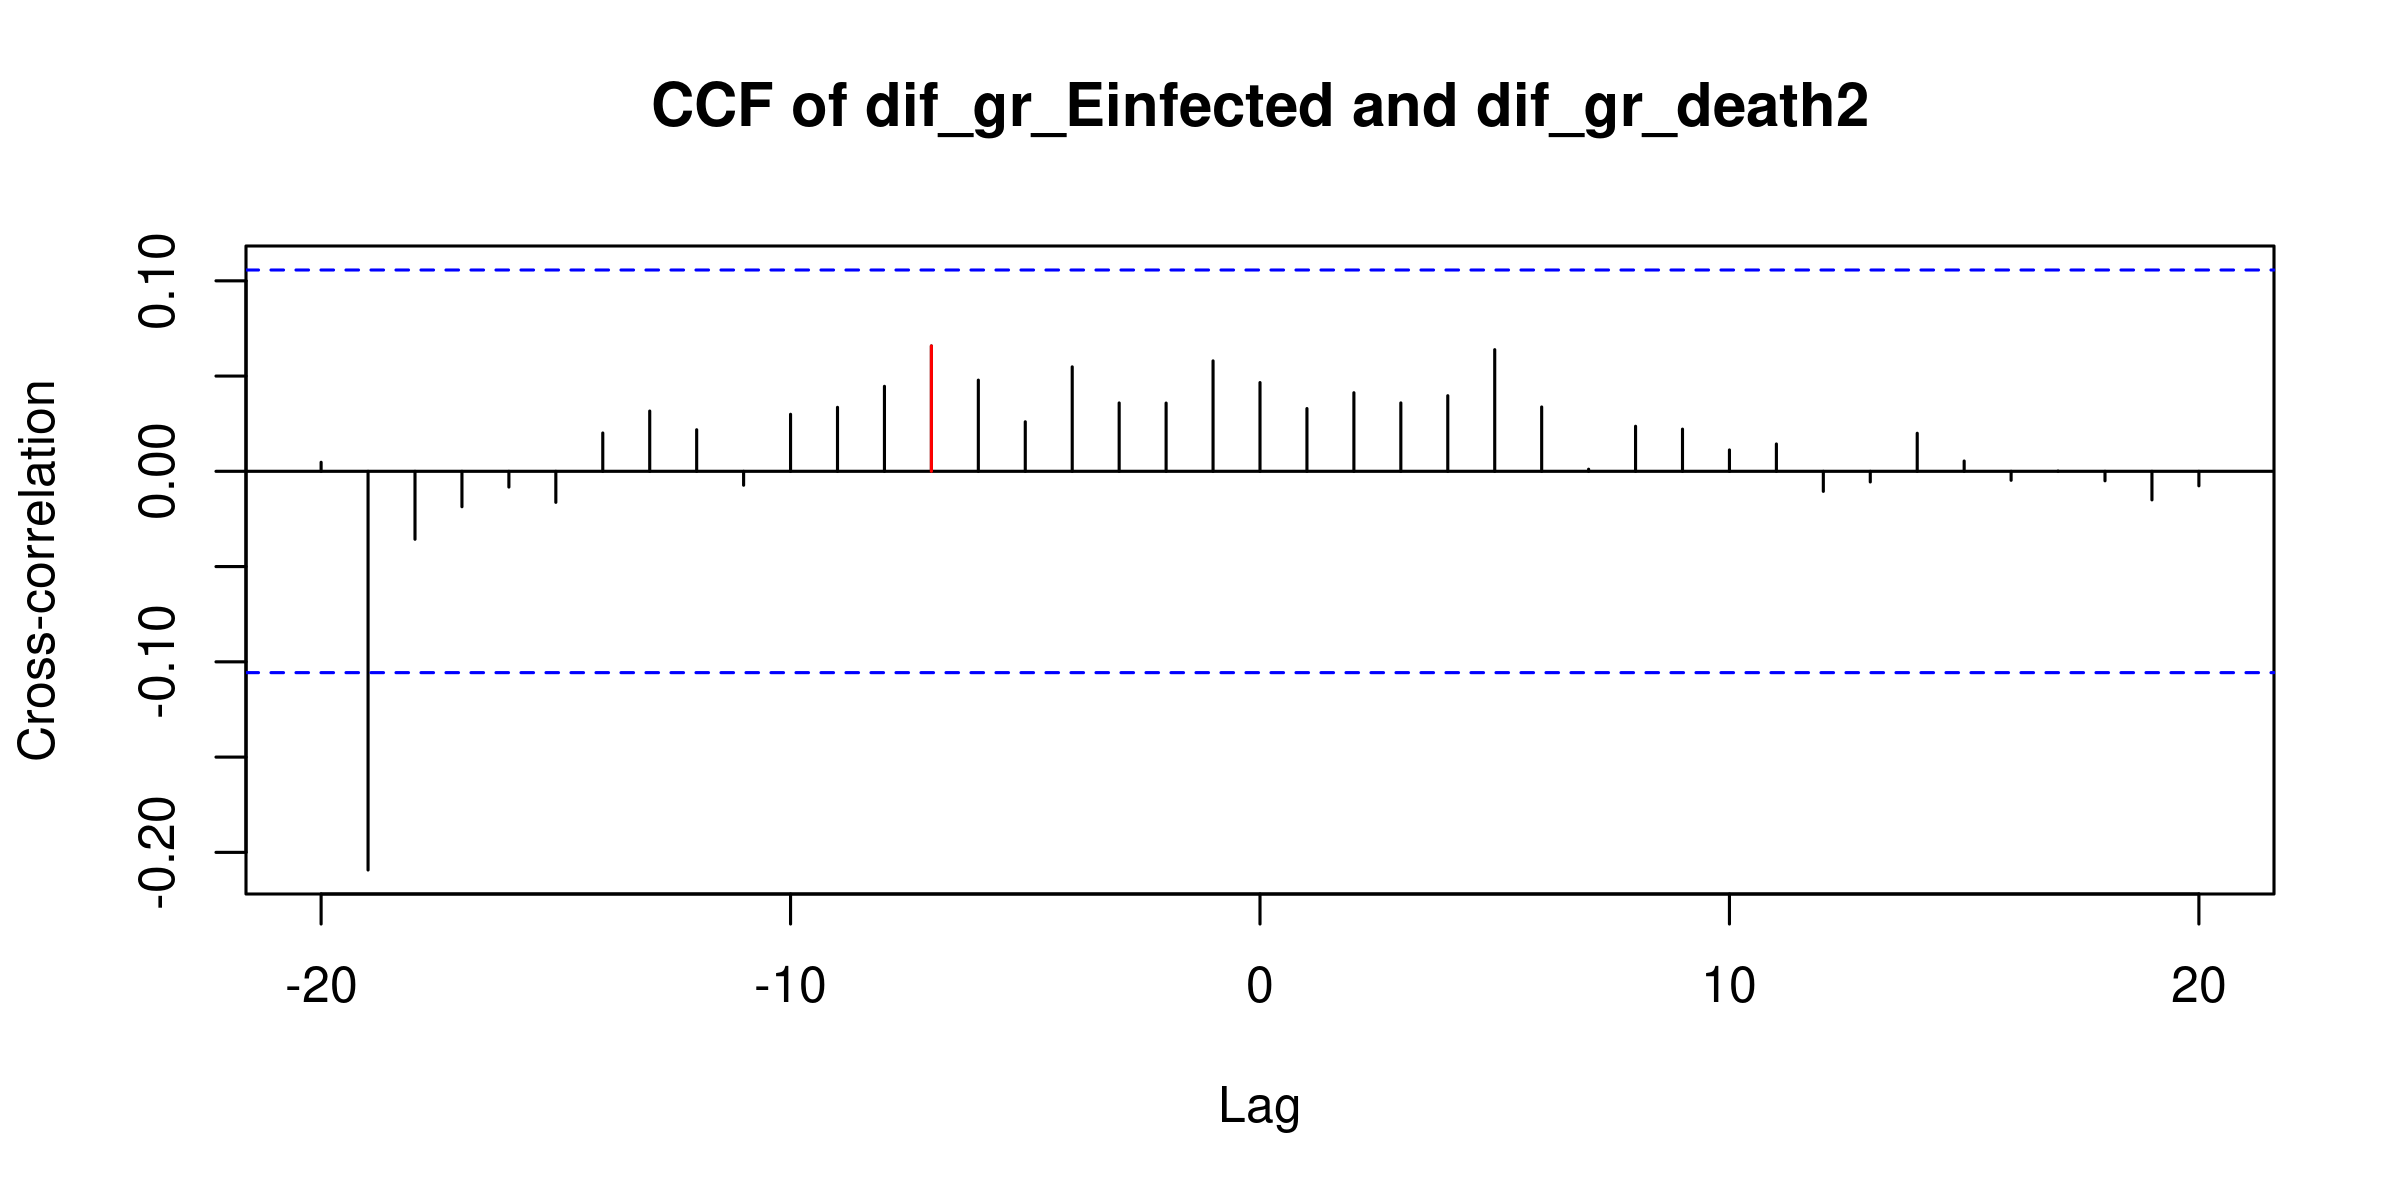 CCF of dif_gr_Einfected and dif_gr_death2
Cross-correlation
0.10
0.00
-0.10
-0.20
-20 -10 0 10 20
Lag